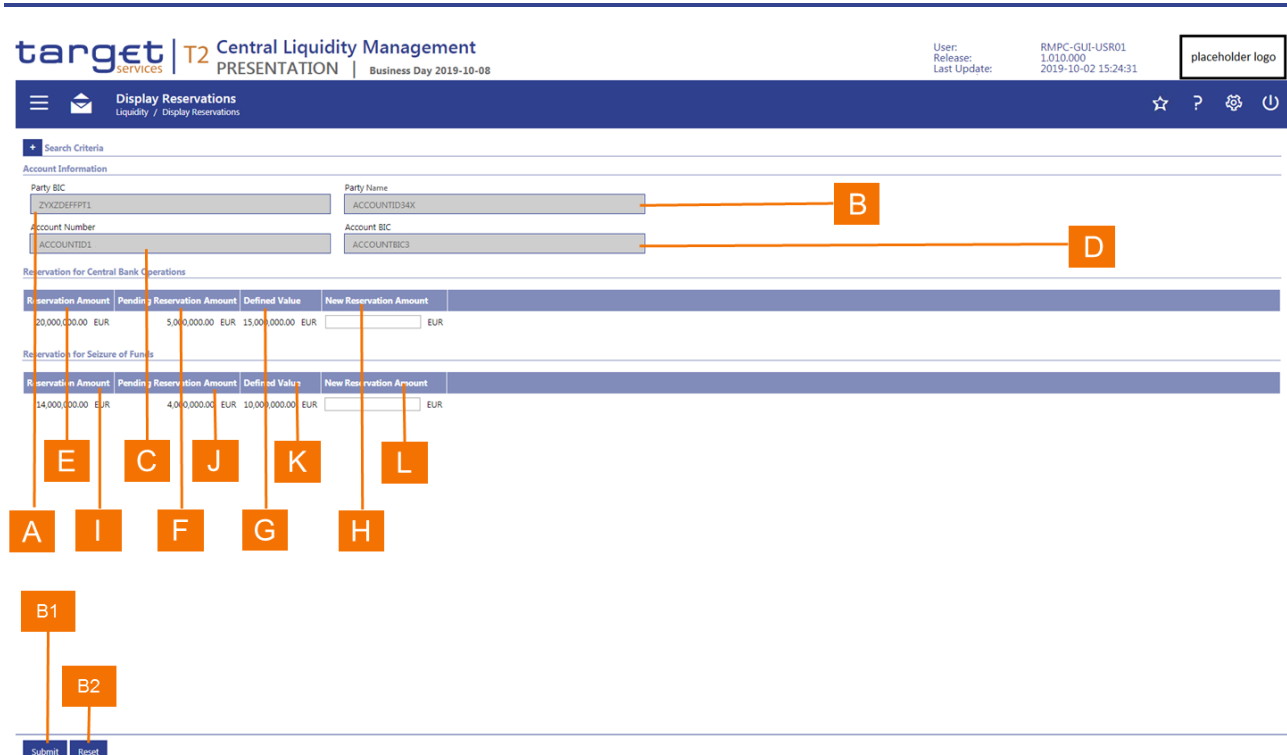 target services | T2 Central Liquidity Management
PRESENTATION | Business Day 2019-10-08
User: RMPC-GUI-USR01
Release: 1.010.000
Last Update: 2019-10-02 15:24:31
placeholder logo
Display Reservations
Liquidity / Display Reservations
?
+ Search Criteria
Account Information
Party BIC Party Name
ZYXZDEFFPT1 ACCOUNTID34X
B
Account Number Account BIC
ACCOUNTID1 ACCOUNTBIC3
D
Reservation for Central Bank Operations
Reservation Amount Pending Reservation Amount Defined Value New Reservation Amount
20,000,000.00 EUR 5,000,000.00 EUR 15,000,000.00 EUR EUR
Reservation for Seizure of Funds
Reservation Amount Pending Reservation Amount Defined Value New Reservation Amount
14,000,000.00 EUR 4,000,000.00 EUR 10,000,000.00 EUR EUR
E C J K L
A I F G H
B1
B2
Submit Reset